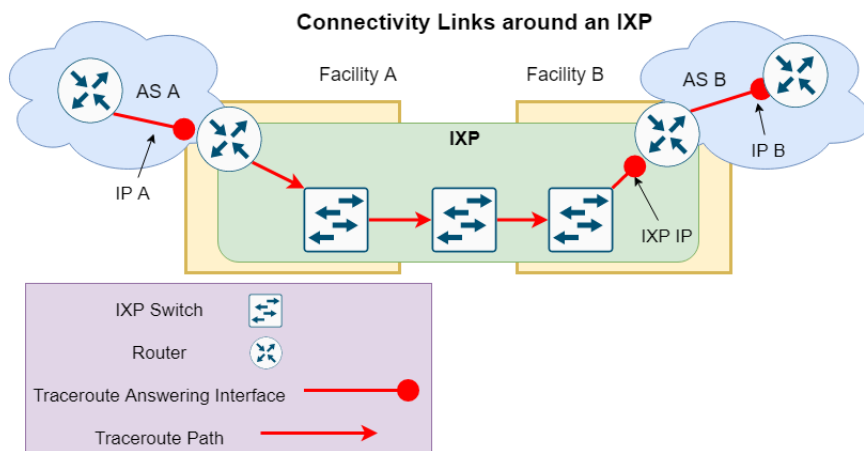 Connectivity Links around an IXP
Facility A
Facility B
AS A
AS B
IXP
IP A
IP B
IXP IP
IXP Switch
Router
Traceroute Answering Interface
Traceroute Path